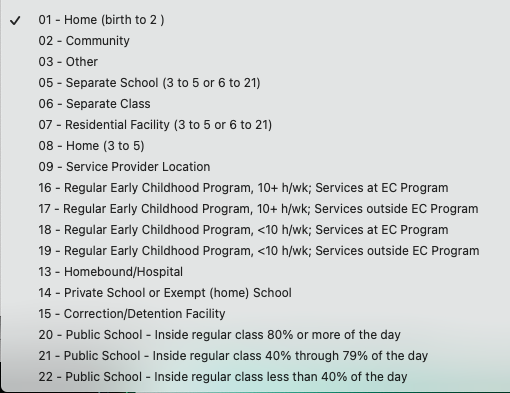 ✓ 01 - Home (birth to 2 )
02 - Community
03 - Other
05 - Separate School (3 to 5 or 6 to 21)
06 - Separate Class
07 - Residential Facility (3 to 5 or 6 to 21)
08 - Home (3 to 5)
09 - Service Provider Location
16 - Regular Early Childhood Program, 10+ h/wk; Services at EC Program
17 - Regular Early Childhood Program, 10+ h/wk; Services outside EC Program
18 - Regular Early Childhood Program, <10 h/wk; Services at EC Program
19 - Regular Early Childhood Program, <10 h/wk; Services outside EC Program
13 - Homebound/Hospital
14 - Private School or Exempt (home) School
15 - Correction/Detention Facility
20 - Public School - Inside regular class 80% or more of the day
21 - Public School - Inside regular class 40% through 79% of the day
22 - Public School - Inside regular class less than 40% of the day